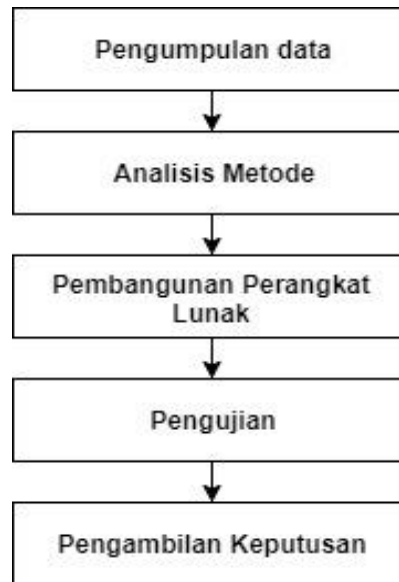 Pengumpulan data
Analisis Metode
Pembangunan Perangkat
Lunak
Pengujian
Pengambilan Keputusan